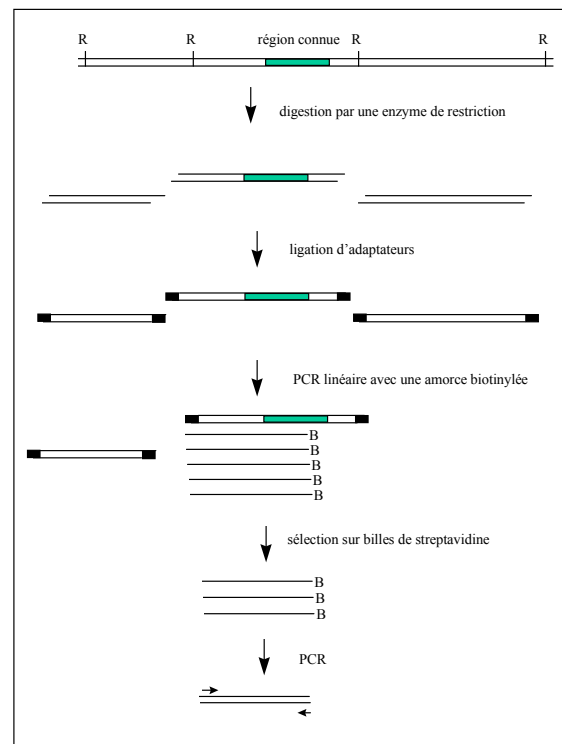 R R région connue R R
digestion par une enzyme de restriction
ligation d'adaptateurs
PCR linéaire avec une amorce biotinylée
B
B
B
B
B
sélection sur billes de streptavidine
B
B
B
PCR